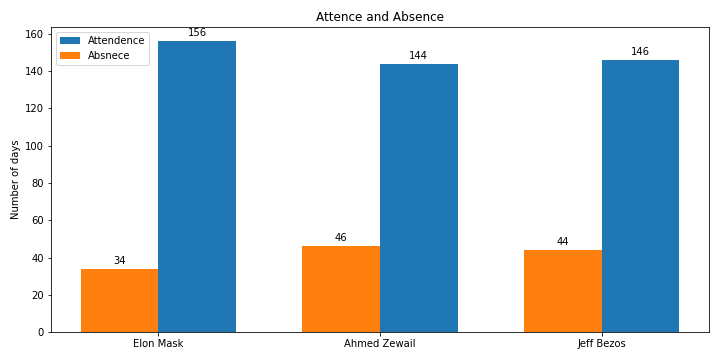 Attence and Absence
Attendence
Absnece
Number of days
160
140
120
100
80
60
40
20
0
34
156
46
144
44
146
Elon Mask
Ahmed Zewail
Jeff Bezos